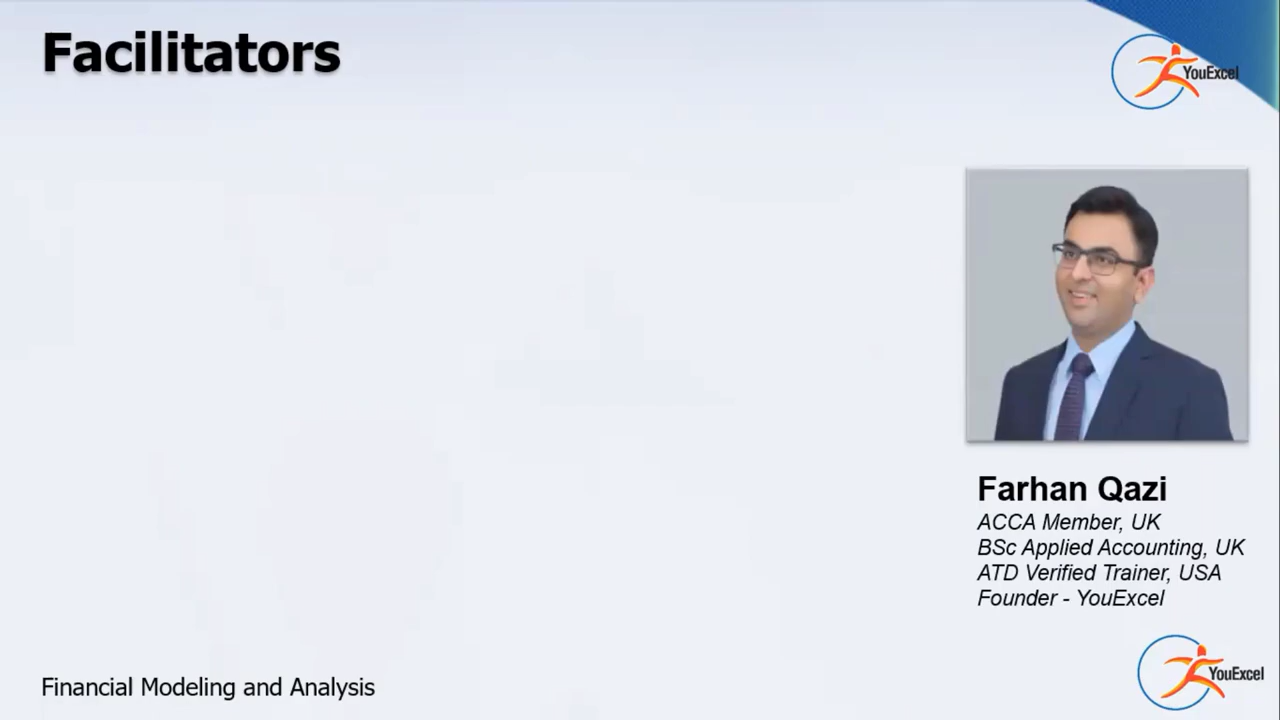 Facilitators
YouExcel
Farhan Qazi
ACCA Member, UK
BSc Applied Accounting, UK
ATD Verified Trainer, USA
Founder - YouExcel
Financial Modeling and Analysis
YouExcel